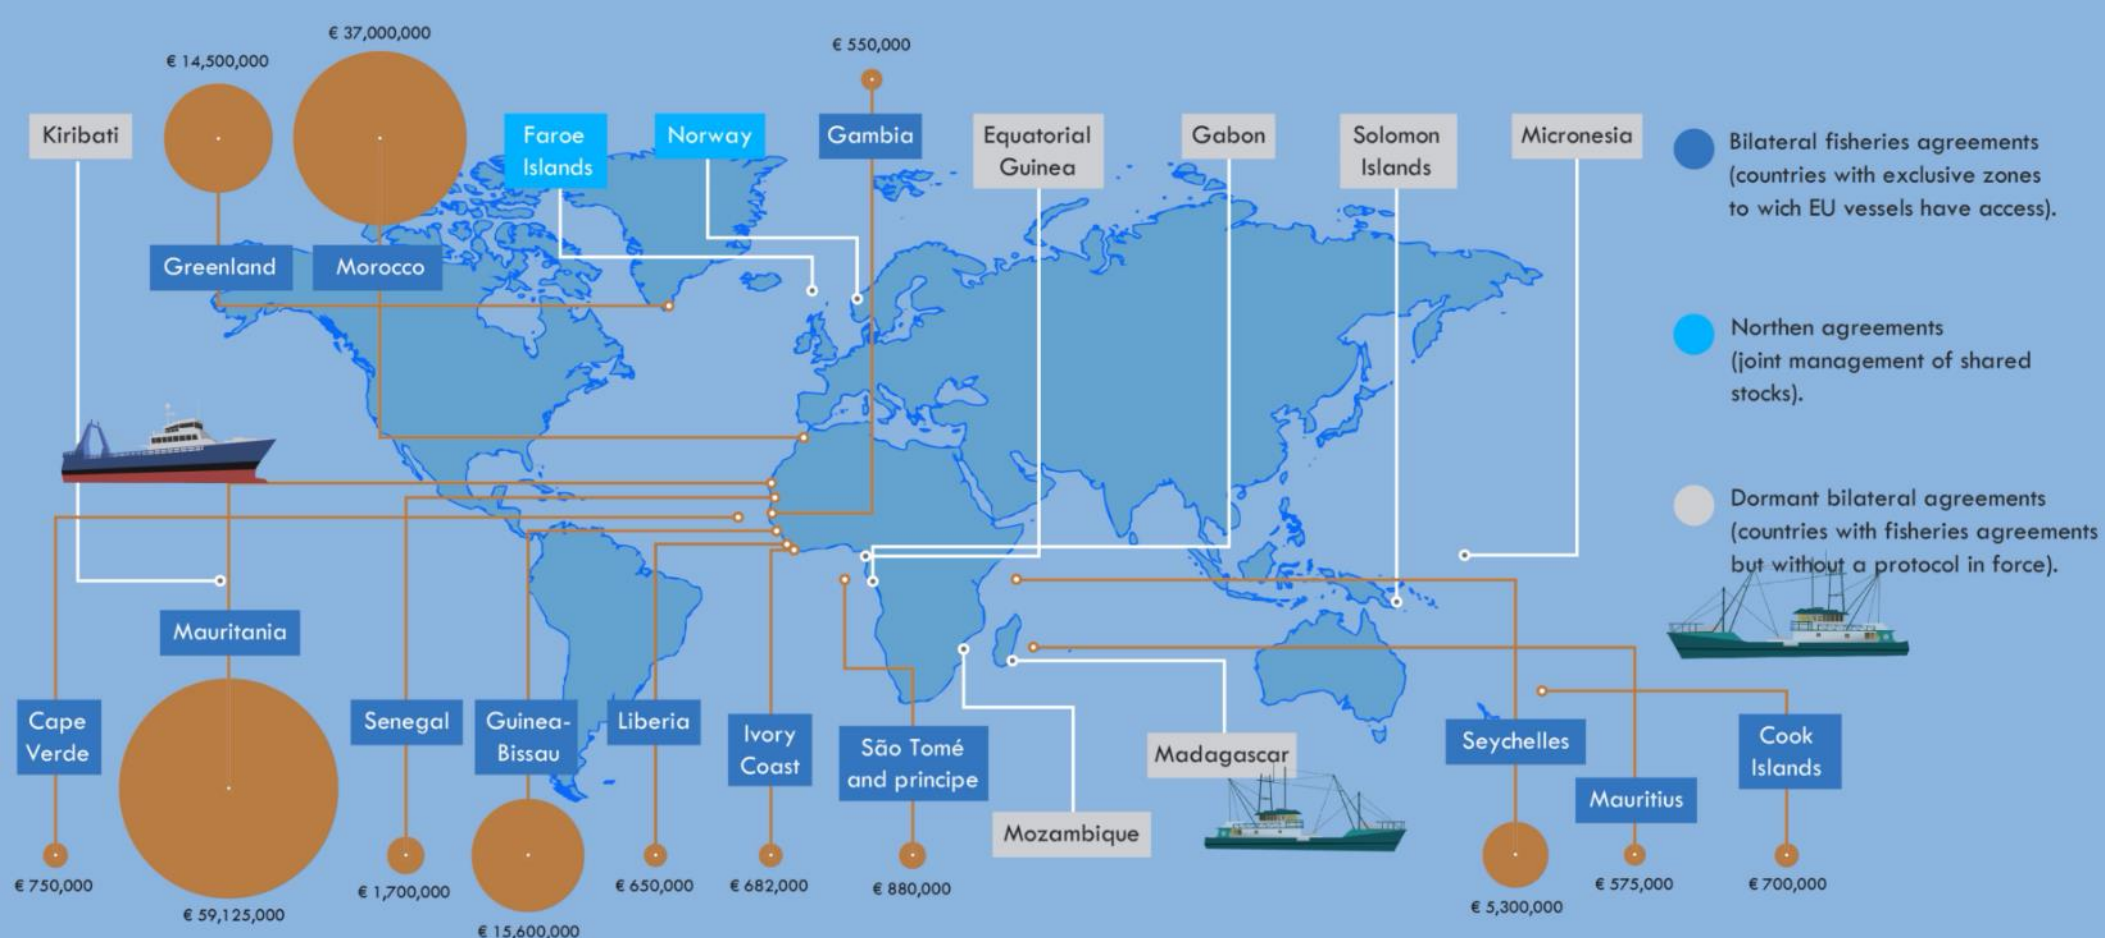 € 37,000,000
€ 14,500,000
€ 550,000
Kiribati
Faroe
Islands
Norway
Gambia
Equatorial
Guinea
Gabon
Solomon
Islands
Micronesia
Bilateral fisheries agreements
(countries with exclusive zones
to wich EU vessels have access).
Greenland
Morocco
Northen agreements
(joint management of shared
stocks).
Dormant bilateral agreements
(countries with fisheries agreements
but without a protocol in force).
Mauritania
Cape
Verde
Senegal
Guinea-
Bissau
Liberia
Ivory
Coast
São Tomé
and principe
Madagascar
Mozambique
Seychelles
Mauritius
Cook
Islands
€ 750,000
€ 59,125,000
€ 1,700,000
€ 15,600,000
€ 650,000
€ 682,000
€ 880,000
€ 5,300,000
€ 575,000
€ 700,000